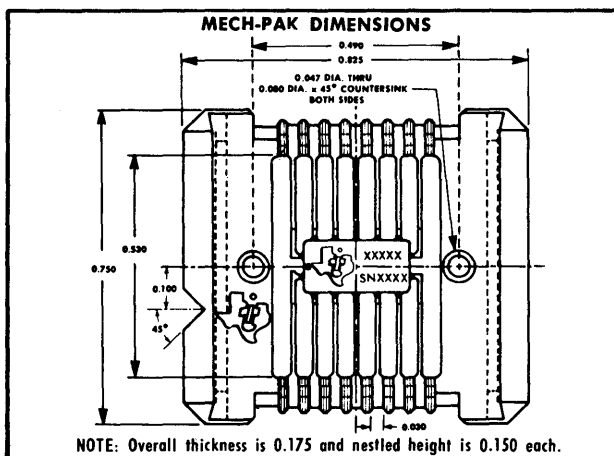 MECH-PAK DIMENSIONS
0.490
0.825
0.047 DIA. THRU
0.080 DIA. x 45° COUNTERSINK
BOTH SIDES
0.530
0.750
0.100
45°
XXXXX
SNXXXX
0.030
NOTE: Overall thickness is 0.175 and nestled height is 0.150 each.